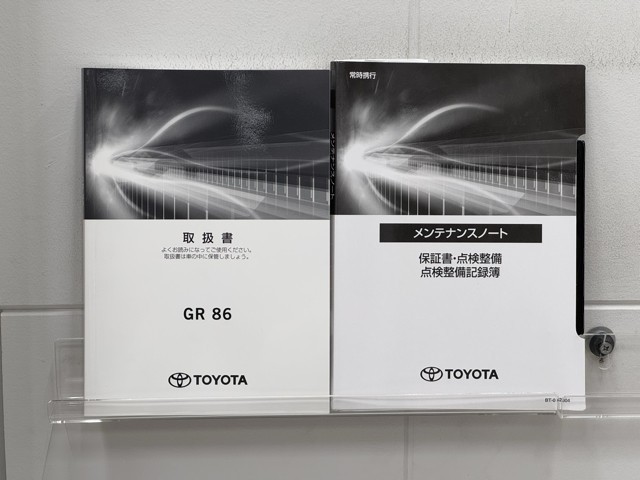 取扱書
よくお読みになってご使用ください。
取扱書は車の中に保管しましょう。
GR 86
TOYOTA
常時携行
メンテナンスノート
メンテナンスノート
保証書・点検整備
点検整備記録簿
TOYOTA